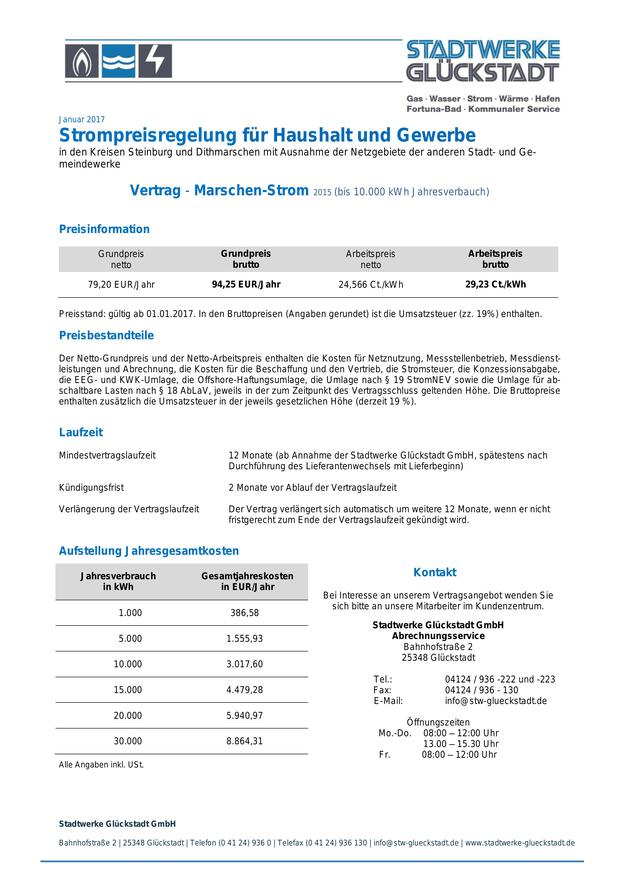 STADTWERKE
GLÜCKSTADT
Gas · Wasser · Strom · Wärme · Hafen
Fortuna-Bad · Kommunaler Service
Januar 2017
Strompreisregelung für Haushalt und Gewerbe
in den Kreisen Steinburg und Dithmarschen mit Ausnahme der Netzgebiete der anderen Stadt- und Ge-
meindewerke
Vertrag - Marschen-Strom 2015 (bis 10.000 kWh Jahresverbrauch)
Preisinformation
Grundpreis netto Grundpreis brutto Arbeitspreis netto Arbeitspreis brutto
79,20 EUR/Jahr 94,25 EUR/Jahr 24,566 Ct./kWh 29,23 Ct./kWh
Preisstand: gültig ab 01.01.2017. In den Bruttopreisen (Angaben gerundet) ist die Umsatzsteuer (zz. 19%) enthalten.
Preisbestandteile
Der Netto-Grundpreis und der Netto-Arbeitspreis enthalten die Kosten für Netznutzung, Messstellenbetrieb, Messdienst-
leistungen und Abrechnung, die Kosten für die Beschaffung und den Vertrieb, die Stromsteuer, die Konzessionsabgabe,
die EEG- und KWK-Umlage, die Offshore-Haftungsumlage, die Umlage nach § 19 StromNEV sowie die Umlage für ab-
schaltbare Lasten nach § 18 AbLaV, jeweils in der zum Zeitpunkt des Vertragsschluss geltenden Höhe. Die Bruttopreise
enthalten zusätzlich die Umsatzsteuer in der jeweils gesetzlichen Höhe (derzeit 19 %).
Laufzeit
Mindestvertragslaufzeit 12 Monate (ab Annahme der Stadtwerke Glückstadt GmbH, spätestens nach
Durchführung des Lieferantenwechsels mit Lieferbeginn)
Kündigungsfrist 2 Monate vor Ablauf der Vertragslaufzeit
Verlängerung der Vertragslaufzeit Der Vertrag verlängert sich automatisch um weitere 12 Monate, wenn er nicht
fristgerecht zum Ende der Vertragslaufzeit gekündigt wird.
Aufstellung Jahresgesamtkosten
Jahresverbrauch Gesamtjahreskosten
in kWh in EUR/Jahr
1.000 386,58
5.000 1.555,93
10.000 3.017,60
15.000 4.479,28
20.000 5.940,97
30.000 8.864,31
Alle Angaben inkl. USt.
Kontakt
Bei Interesse an unserem Vertragsangebot wenden Sie
sich bitte an unsere Mitarbeiter im Kundenzentrum.
Stadtwerke Glückstadt GmbH
Abrechnungsservice
Bahnhofstraße 2
25348 Glückstadt
Tel.: 04124 / 936 -222 und -223
Fax: 04124 / 936 - 130
E-Mail: info@stw-glueckstadt.de
Öffnungszeiten
Mo.-Do. 08:00 – 12:00 Uhr
13.00 – 15.30 Uhr
Fr. 08:00 – 12:00 Uhr
Stadtwerke Glückstadt GmbH
Bahnhofstraße 2 | 25348 Glückstadt | Telefon (0 41 24) 936 0 | Telefax (0 41 24) 936 130 | info@stw-glueckstadt.de | www.stadtwerke-glueckstadt.de